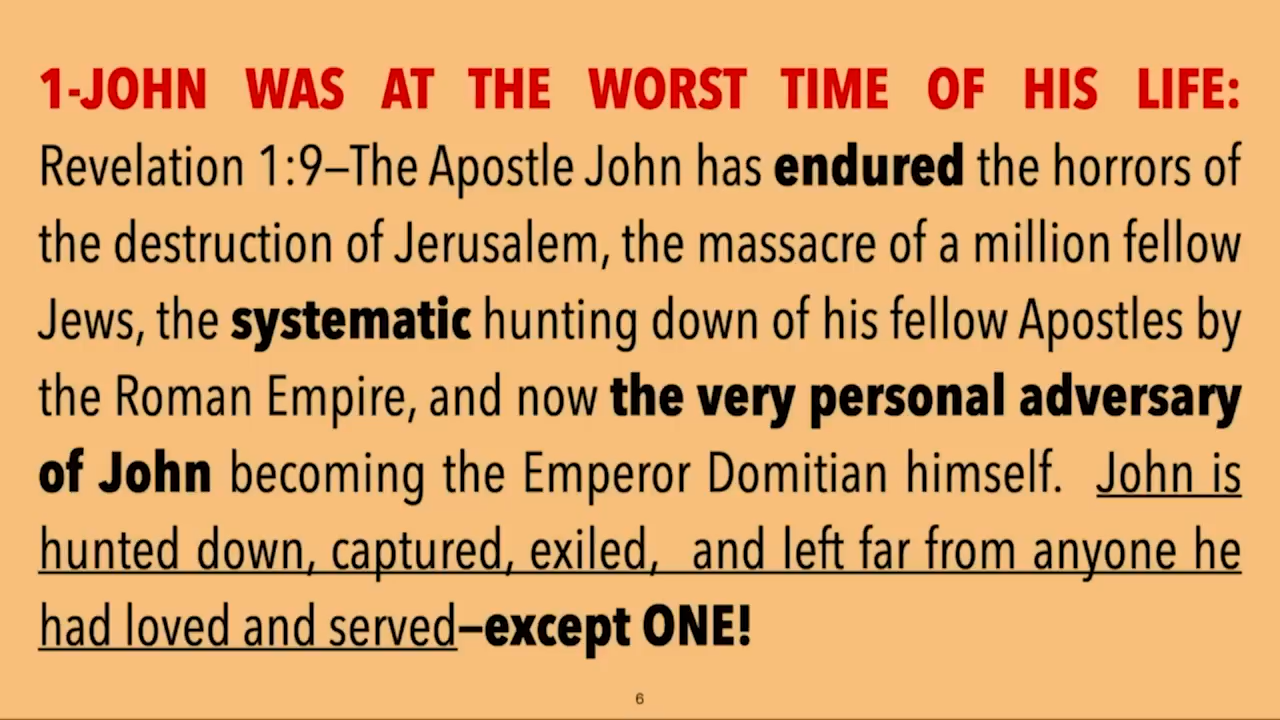 1-JOHN WAS AT THE WORST TIME OF HIS LIFE:
Revelation 1:9–The Apostle John has endured the horrors of
the destruction of Jerusalem, the massacre of a million fellow
Jews, the systematic hunting down of his fellow Apostles by
the Roman Empire, and now the very personal adversary
of John becoming the Emperor Domitian himself. John is
hunted down, captured, exiled, and left far from anyone he
had loved and served–except ONE!
6